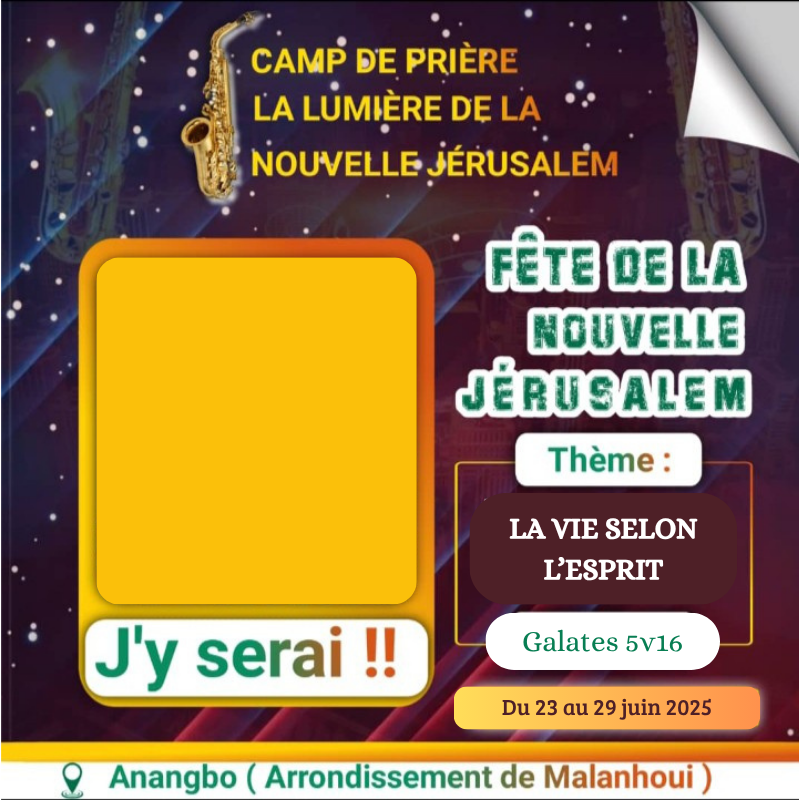 CAMP DE PRIÈRE
LA LUMIÈRE DE LA
NOUVELLE JÉRUSALEM
FÊTE DE LA
NOUVELLE
JÉRUSALEM
Thème :
LA VIE SELON
L’ESPRIT
Galates 5v16
J'y serai !!
Du 23 au 29 juin 2025
Anangbo ( Arrondissement de Malanhoui )